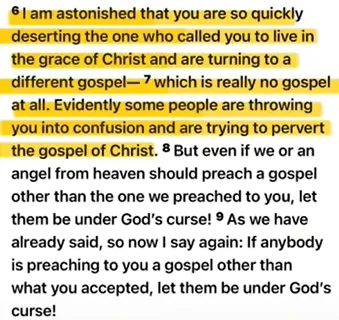 6 I am astonished that you are so quickly
deserting the one who called you to live in
the grace of Christ and are turning to a
different gospel— 7 which is really no gospel
at all. Evidently some people are throwing
you into confusion and are trying to pervert
the gospel of Christ. 8 But even if we or an
angel from heaven should preach a gospel
other than the one we preached to you, let
them be under God's curse! 9 As we have
already said, so now I say again: If anybody
is preaching to you a gospel other than
what you accepted, let them be under God's
curse!